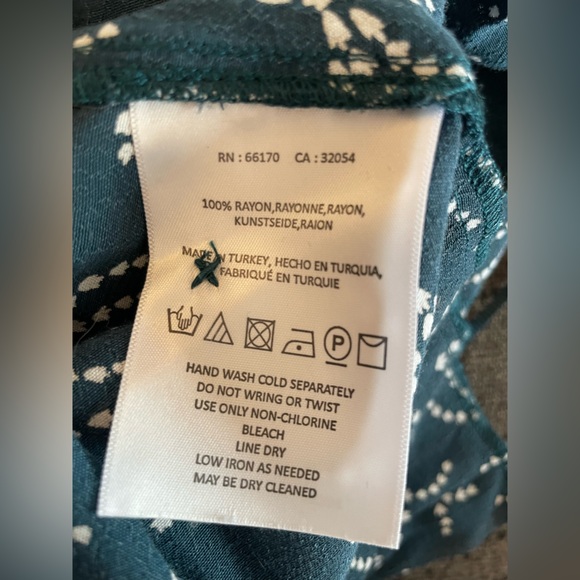 RN : 66170 CA : 32054
100% RAYON,RAYONNE,RAYON,
KUNSTSEIDE,RAION
MADE IN TURKEY, HECHO EN TURQUIA,
FABRIQUÉ EN TURQUIE
P
HAND WASH COLD SEPARATELY
DO NOT WRING OR TWIST
USE ONLY NON-CHLORINE
BLEACH
LINE DRY
LOW IRON AS NEEDED
MAY BE DRY CLEANED